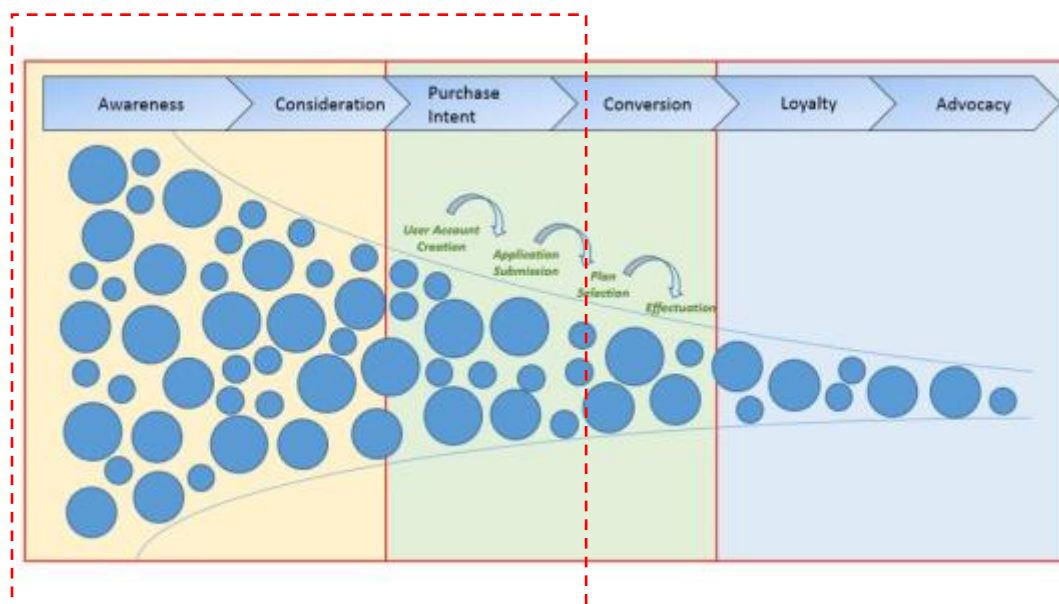 Awareness
Consideration
Purchase
Intent
Conversion
Loyalty
Advocacy
User Account
Creation
Application
Submission
Plan
Selection
Effectuation